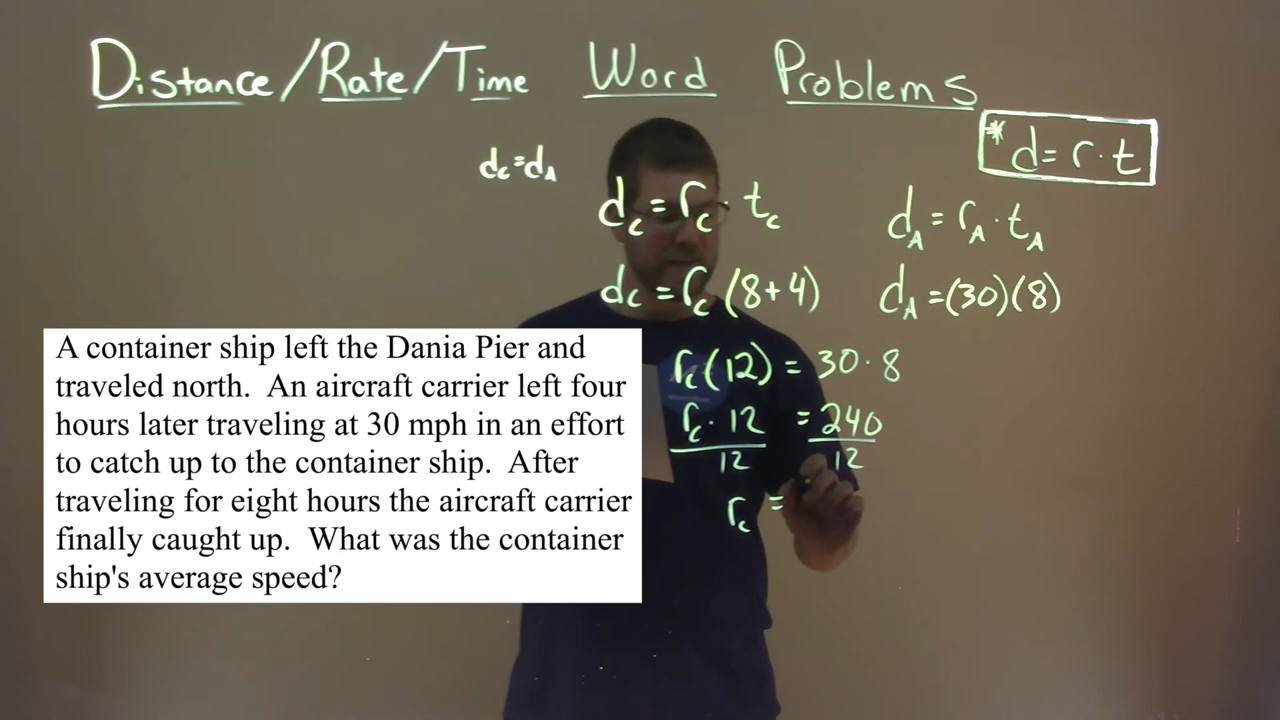 Distance/Rate/Time Word Problems
* d=r·t
dC=dA
dC=rC·tC
dA=rA·tA
dC=rC(8+4)
dA=(30)(8)
rC(12)=30·8
rC·12=240
12 12
rC=
A container ship left the Dania Pier and
traveled north. An aircraft carrier left four
hours later traveling at 30 mph in an effort
to catch up to the container ship. After
traveling for eight hours the aircraft carrier
finally caught up. What was the container
ship's average speed?